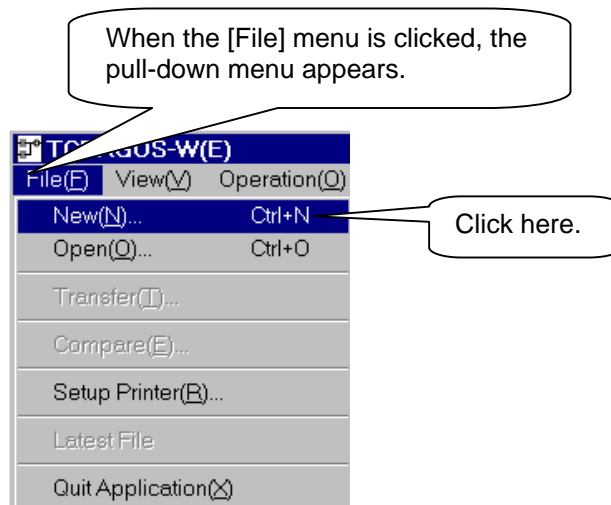 When the [File] menu is clicked, the
pull-down menu appears.
GOS-W(E)
File(F) View(V) Operation(O)
New(N)... Ctrl+N
Click here.
Open(O)... Ctrl+O
Transfer(T)...
Compare(E)...
Setup Printer(R)...
Latest File
Quit Application(X)